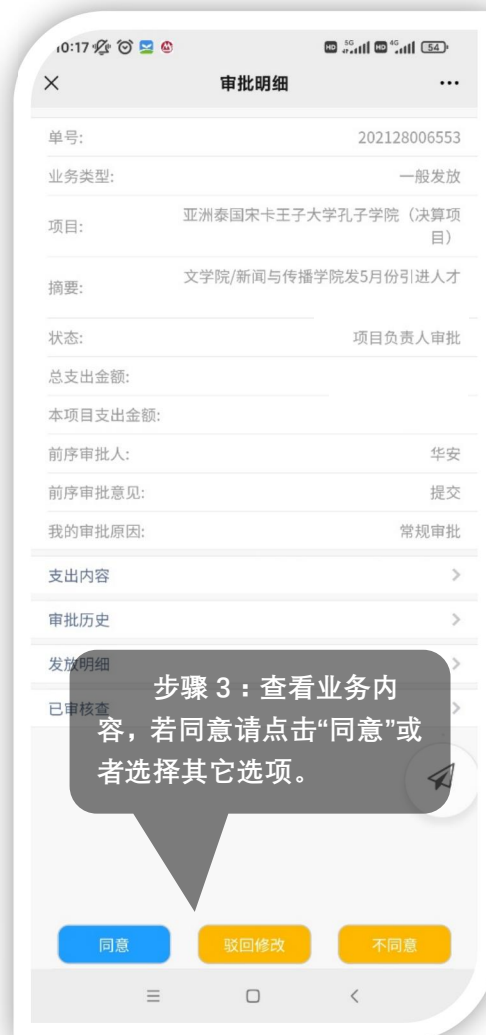 10:17 HD 5G HD 4G 54
审批明细
单号: 202128006553
业务类型: 一般发放
项目: 亚洲泰国宋卡王子大学孔子学院（决算项
目）
摘要: 文学院/新闻与传播学院发5月份引进人才
状态: 项目负责人审批
总支出金额:
本项目支出金额:
前序审批人: 华安
前序审批意见: 提交
我的审批原因: 常规审批
支出内容
审批历史
发放明细
已审核查
步骤 3：查看业务内
容，若同意请点击“同意”或
者选择其它选项。
同意 驳回修改 不同意